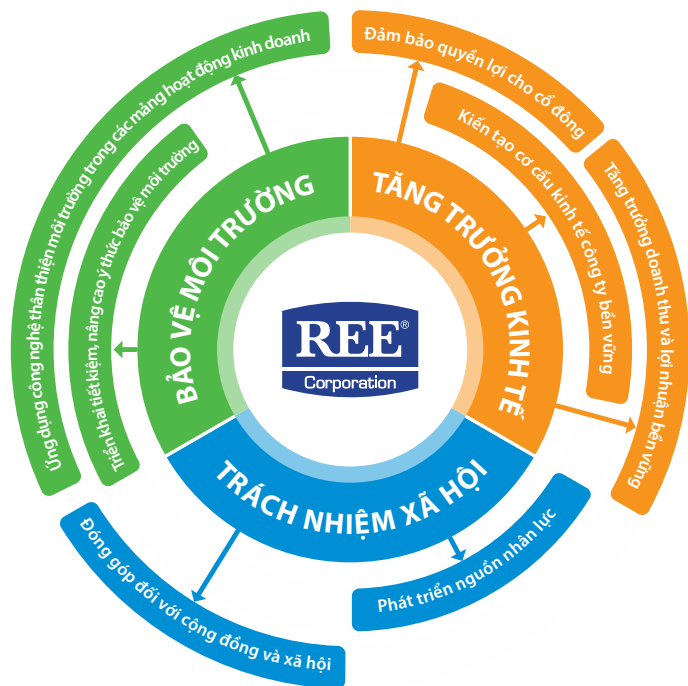 Ứng dụng công nghệ thân thiện môi trường trong các mảng hoạt động kinh doanh
Triển khai tiết kiệm, nâng cao ý thức bảo vệ môi trường
BẢO VỆ MÔI TRƯỜNG
Đảm bảo quyền lợi cho cổ đông
Kiến tạo cơ cấu kinh tế công ty bền vững
Tăng trưởng doanh thu và lợi nhuận bền vững
TĂNG TRƯỞNG KINH TẾ
REE®
Corporation
TRÁCH NHIỆM XÃ HỘI
Phát triển nguồn nhân lực
Đóng góp đối với cộng đồng và xã hội